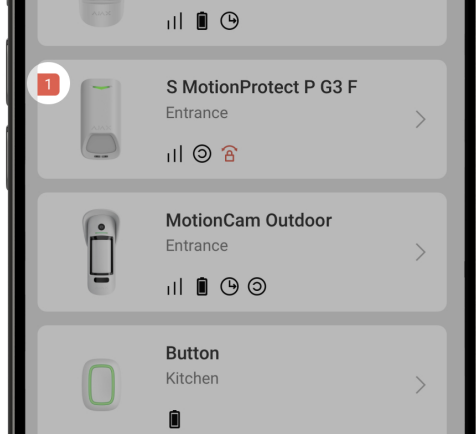 1
S MotionProtect P G3 F
Entrance
MotionCam Outdoor
Entrance
Button
Kitchen